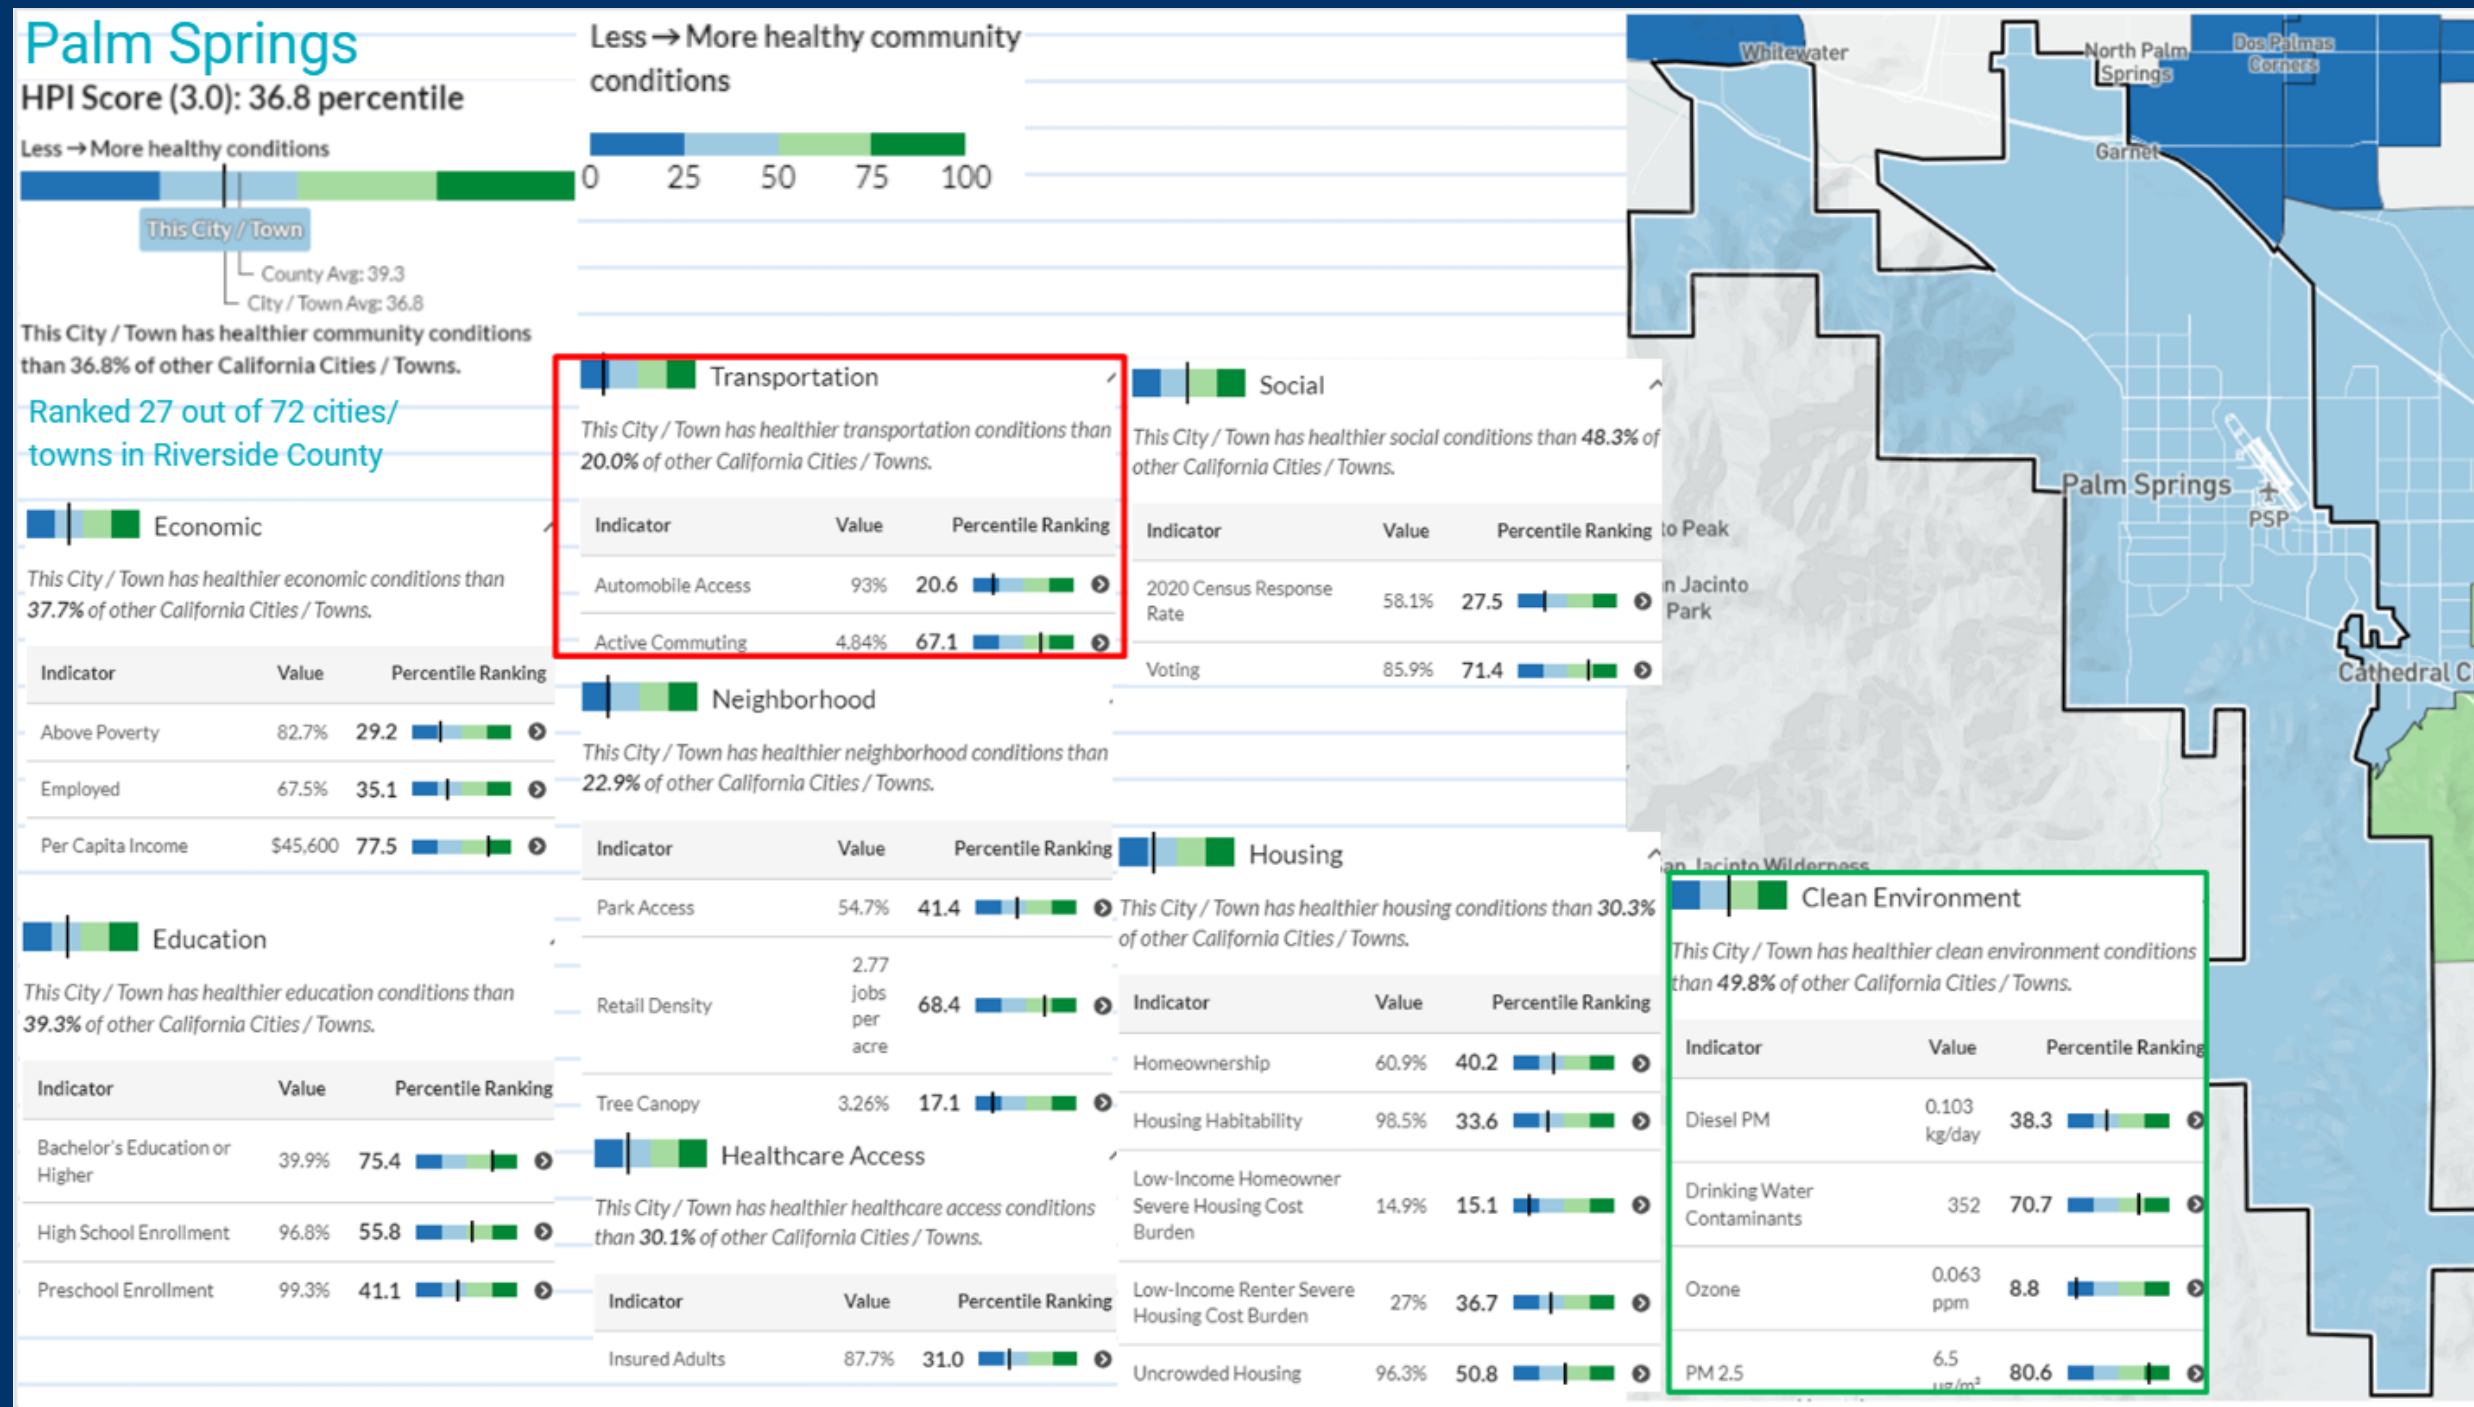 Palm Springs
HPI Score (3.0): 36.8 percentile
Less → More healthy conditions
This City / Town
County Avg: 39.3
City / Town Avg: 36.8
This City / Town has healthier community conditions
than 36.8% of other California Cities / Towns.
Ranked 27 out of 72 cities/
towns in Riverside County
Less → More healthy community
conditions
0 25 50 75 100
Economic
This City / Town has healthier economic conditions than
37.7% of other California Cities / Towns.
Indicator Value Percentile Ranking
Above Poverty 82.7% 29.2
Employed 67.5% 35.1
Per Capita Income $45,600 77.5
Education
This City / Town has healthier education conditions than
39.3% of other California Cities / Towns.
Indicator Value Percentile Ranking
Bachelor's Education or
Higher 39.9% 75.4
High School Enrollment 96.8% 55.8
Preschool Enrollment 99.3% 41.1
Transportation
This City / Town has healthier transportation conditions than
20.0% of other California Cities / Towns.
Indicator Value Percentile Ranking
Automobile Access 93% 20.6
Active Commuting 4.84% 67.1
Neighborhood
This City / Town has healthier neighborhood conditions than
22.9% of other California Cities / Towns.
Indicator Value Percentile Ranking
Park Access 54.7% 41.4
2.77
jobs
Retail Density per 68.4
acre
Tree Canopy 3.26% 17.1
Healthcare Access
This City / Town has healthier healthcare access conditions
than 30.1% of other California Cities / Towns.
Indicator Value Percentile Ranking
Insured Adults 87.7% 31.0
Social
This City / Town has healthier social conditions than 48.3% of
other California Cities / Towns.
Indicator Value Percentile Ranking
2020 Census Response
Rate 58.1% 27.5
Voting 85.9% 71.4
Housing
This City / Town has healthier housing conditions than 30.3%
of other California Cities / Towns.
Indicator Value Percentile Ranking
Homeownership 60.9% 40.2
Housing Habitability 98.5% 33.6
Low-Income Homeowner
Severe Housing Cost 14.9% 15.1
Burden
Low-Income Renter Severe
Housing Cost Burden 27% 36.7
Uncrowded Housing 96.3% 50.8
Clean Environment
This City / Town has healthier clean environment conditions
than 49.8% of other California Cities / Towns.
Indicator Value Percentile Ranking
Diesel PM 0.103
kg/day 38.3
Drinking Water
Contaminants 352 70.7
Ozone 0.063
ppm 8.8
PM 2.5 6.5
ug/m³ 80.6
Whitewater
North Palm
Springs
Dos Palmas
Corners
Garnet
Palm Springs
PSP
to Peak
n Jacinto
Park
Cathedral C
an Jacinto Wilderness